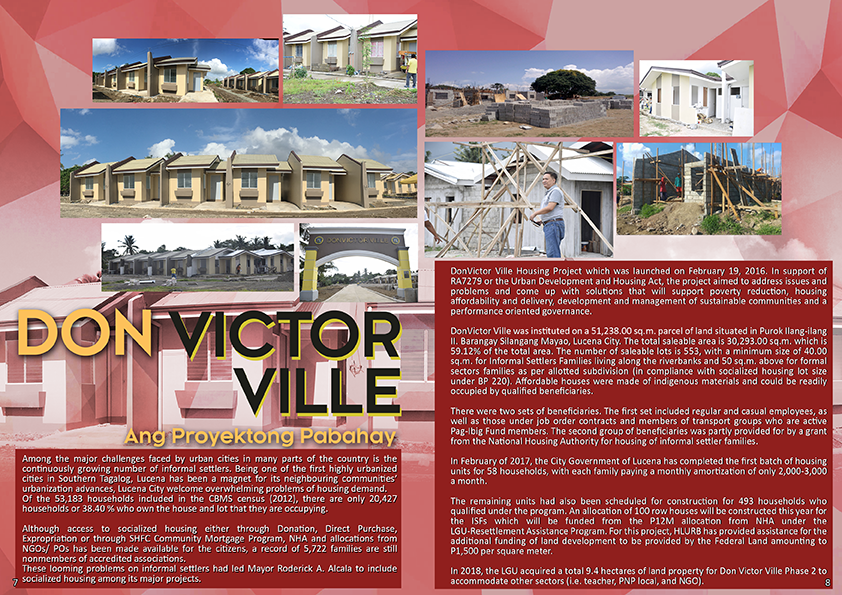 DONVICTOR VILLE
DON VICTOR
VILLE
Ang Proyektong Pabahay
Among the major challenges faced by urban cities in many parts of the country is the
continuously growing number of informal settlers. Being one of the first highly urbanized
cities in Southern Tagalog, Lucena has been a magnet for its neighbouring communities'
urbanization advances, Lucena City welcome overwhelming problems of housing demand.
Of the 53,183 households included in the CBMS census (2012), there are only 20,427
households or 38.40 % who own the house and lot that they are occupying.
Although access to socialized housing either through Donation, Direct Purchase,
Expropriation or through SHFC Community Mortgage Program, NHA and allocations from
NGOs/ POs has been made available for the citizens, a record of 5,722 families are still
nonmembers of accredited associations.
These looming problems on informal settlers had led Mayor Roderick A. Alcala to include
socialized housing among its major projects.
7
DonVictor Ville Housing Project which was launched on February 19, 2016. In support of
RA7279 or the Urban Development and Housing Act, the project aimed to address issues and
problems and come up with solutions that will support poverty reduction, housing
affordability and delivery, development and management of sustainable communities and a
performance oriented governance.
DonVictor Ville was instituted on a 51,238.00 sq.m. parcel of land situated in Purok Ilang-ilang
II. Barangay Silangang Mayao, Lucena City. The total saleable area is 30,293.00 sq.m. which is
59.12% of the total area. The number of saleable lots is 553, with a minimum size of 40.00
sq.m. for Informal Settlers Families living along the riverbanks and 50 sq.m. above for formal
sectors families as per allotted subdivision (in compliance with socialized housing lot size
under BP 220). Affordable houses were made of indigenous materials and could be readily
occupied by qualified beneficiaries.
There were two sets of beneficiaries. The first set included regular and casual employees, as
well as those under job order contracts and members of transport groups who are active
Pag-Ibig Fund members. The second group of beneficiaries was partly provided for by a grant
from the National Housing Authority for housing of informal settler families.
In February of 2017, the City Government of Lucena has completed the first batch of housing
units for 58 households, with each family paying a monthly amortization of only 2,000-3,000
a month.
The remaining units had also been scheduled for construction for 493 households who
qualified under the program. An allocation of 100 row houses will be constructed this year for
the ISFs which will be funded from the P12M allocation from NHA under the
LGU-Resettlement Assistance Program. For this project, HLURB has provided assistance for the
additional funding of land development to be provided by the Federal Land amounting to
P1,500 per square meter.
In 2018, the LGU acquired a total 9.4 hectares of land property for Don Victor Ville Phase 2 to
accommodate other sectors (i.e. teacher, PNP local, and NGO).
8